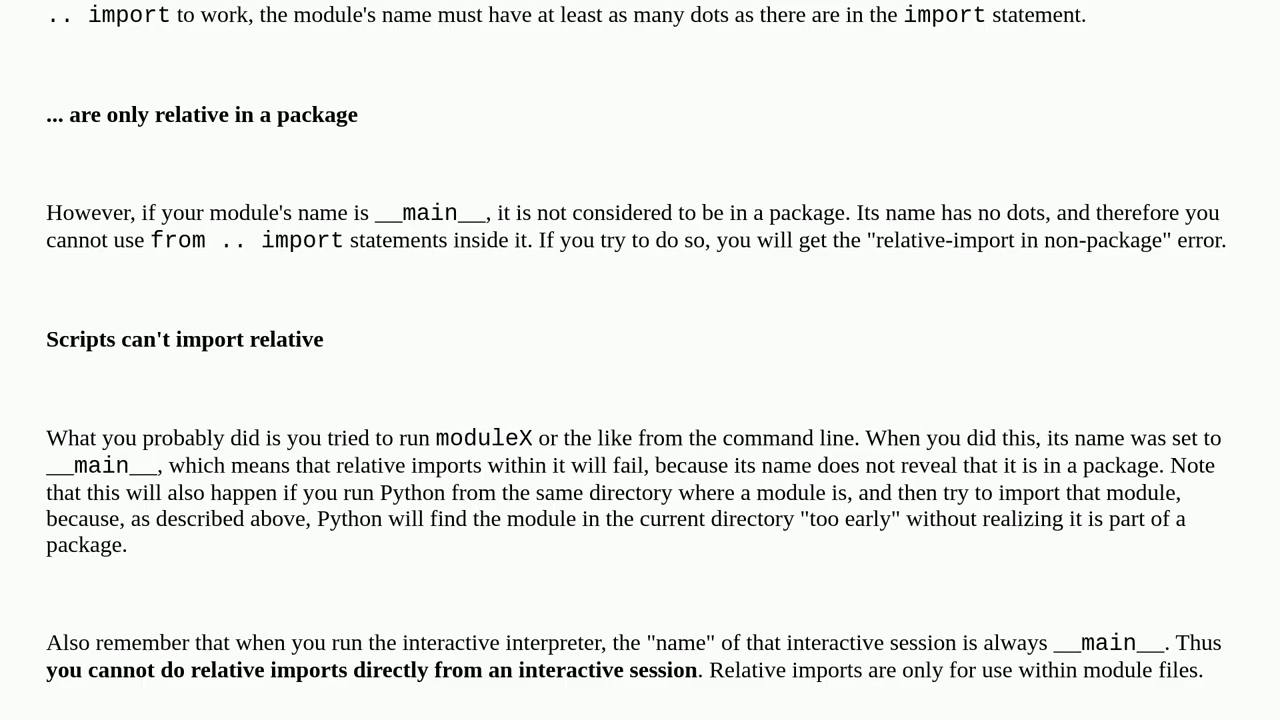 .. import to work, the module's name must have at least as many dots as there are in the import statement.
... are only relative in a package
However, if your module's name is __main__, it is not considered to be in a package. Its name has no dots, and therefore you
cannot use from .. import statements inside it. If you try to do so, you will get the "relative-import in non-package" error.
Scripts can't import relative
What you probably did is you tried to run moduleX or the like from the command line. When you did this, its name was set to
__main__, which means that relative imports within it will fail, because its name does not reveal that it is in a package. Note
that this will also happen if you run Python from the same directory where a module is, and then try to import that module,
because, as described above, Python will find the module in the current directory "too early" without realizing it is part of a
package.
Also remember that when you run the interactive interpreter, the "name" of that interactive session is always __main__. Thus
you cannot do relative imports directly from an interactive session. Relative imports are only for use within module files.